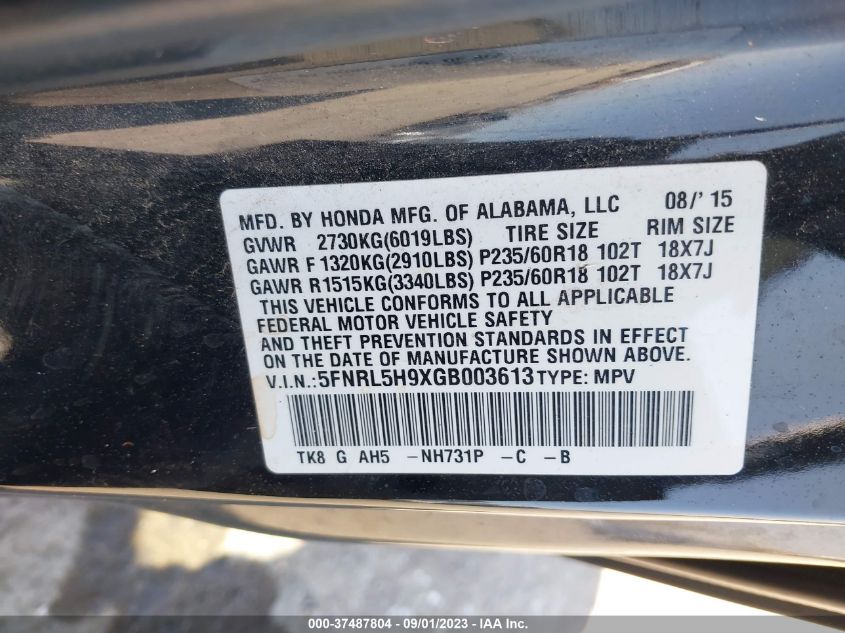 MFD. BY HONDA MFG. OF ALABAMA, LLC 08/'15
GVWR 2730KG(6019LBS) TIRE SIZE RIM SIZE
GAWR F1320KG(2910LBS) P235/60R18 102T 18X7J
GAWR R1515KG(3340LBS) P235/60R18 102T 18X7J
THIS VEHICLE CONFORMS TO ALL APPLICABLE
FEDERAL MOTOR VEHICLE SAFETY
AND THEFT PREVENTION STANDARDS IN EFFECT
ON THE DATE OF MANUFACTURE SHOWN ABOVE.
V.I.N.:5FNRL5H9XGB003613 TYPE: MPV
TK8 G AH5 -NH731P -C -B
000-37487804 - 09/01/2023 - IAA Inc.